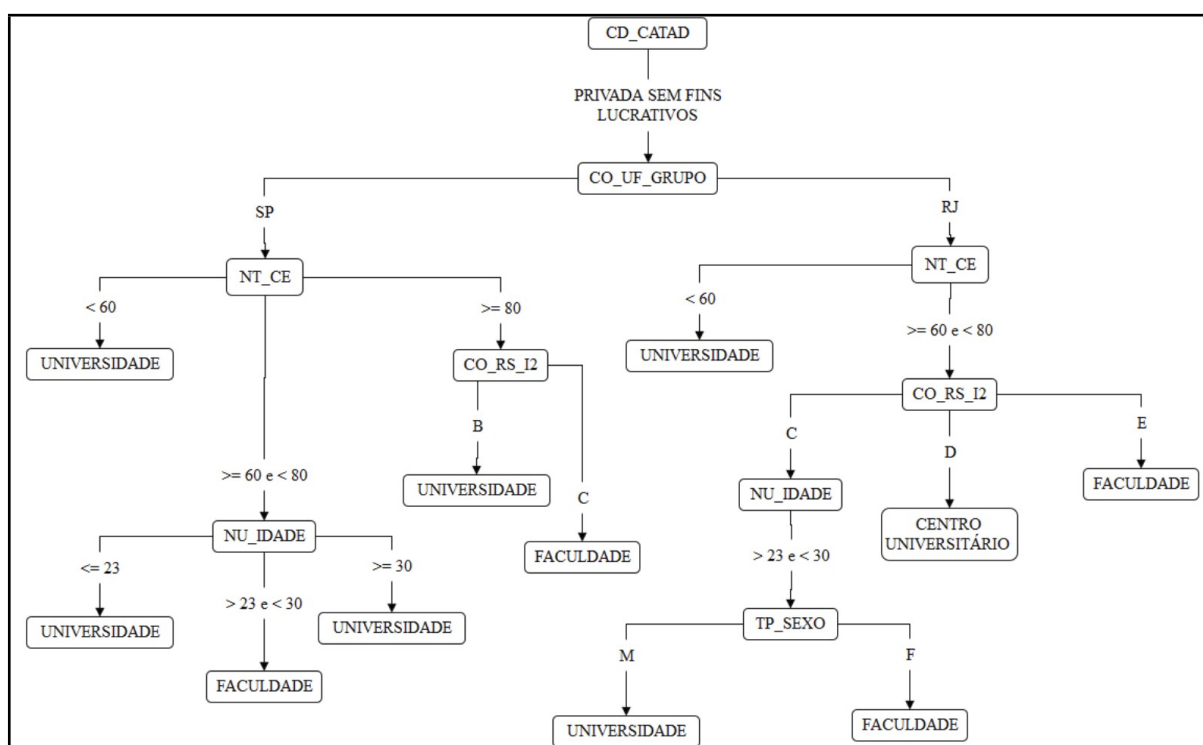 CD_CATAD
PRIVADA SEM FINS
LUCRATIVOS
CO_UF_GRUPO
SP
RJ
NT_CE
NT_CE
< 60
>= 80
< 60
>= 60 e < 80
UNIVERSIDADE
CO_RS_I2
UNIVERSIDADE
CO_RS_I2
B
C
D
E
>= 60 e < 80
UNIVERSIDADE
C
NU_IDADE
FACULDADE
NU_IDADE
CENTRO
UNIVERSITÁRIO
<= 23
> 23 e < 30
>= 30
FACULDADE
> 23 e < 30
UNIVERSIDADE
UNIVERSIDADE
TP_SEXO
M
F
FACULDADE
UNIVERSIDADE
FACULDADE